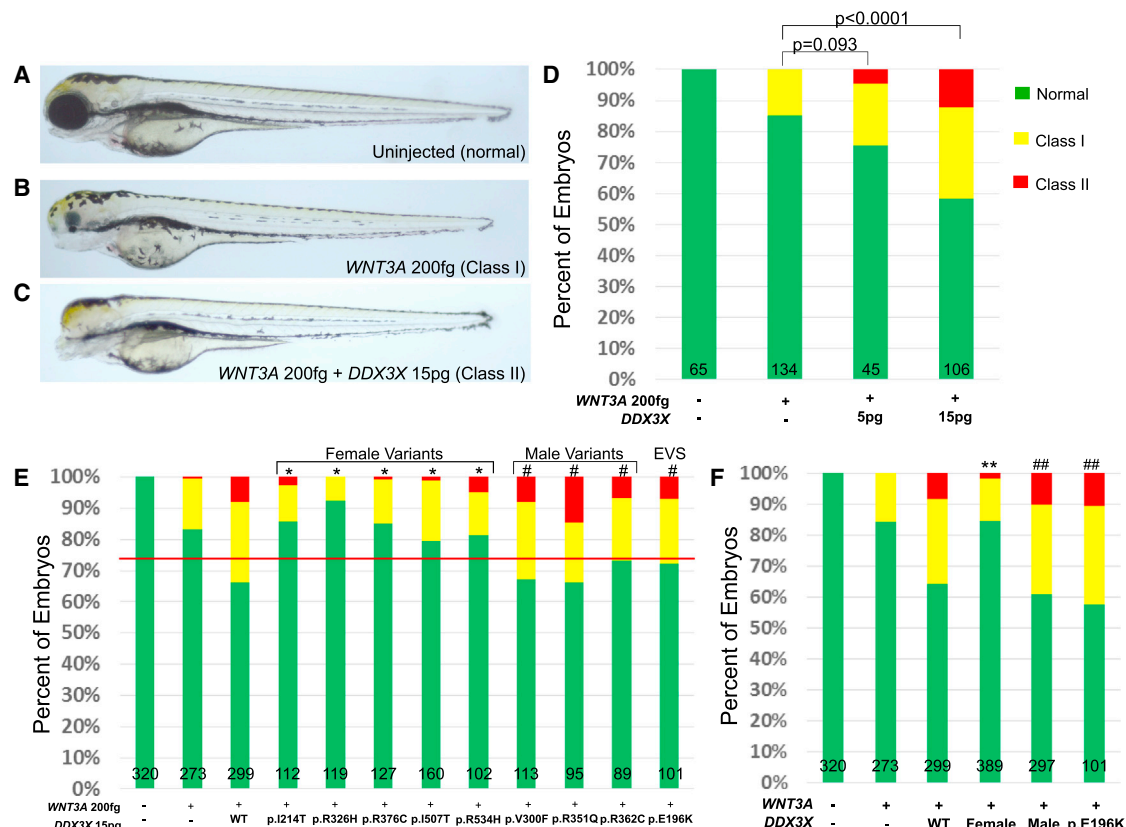 A
Uninjected (normal)
B
WNT3A 200fg (Class I)
C
WNT3A 200fg + DDX3X 15pg (Class II)
D
p<0.0001
p=0.093
Percent of Embryos
100%
90%
80%
70%
60%
50%
40%
30%
20%
10%
0%
65 134 45 106
WNT3A 200fg - + + +
DDX3X - - 5pg 15pg
Normal
Class I
Class II
E
Female Variants Male Variants EVS
* * * * * # # # #
Percent of Embryos
100%
90%
80%
70%
60%
50%
40%
30%
20%
10%
0%
320 273 299 112 119 127 160 102 113 95 89 101
WNT3A 200fg - + + + + + + + + + + +
DDX3X 15pg - - WT p.I214T p.R326H p.R376C p.I507T p.R534H p.V300F p.R351Q p.R362C p.E196K
F
** ## ##
Percent of Embryos
100%
90%
80%
70%
60%
50%
40%
30%
20%
10%
0%
320 273 299 389 297 101
WNT3A - + + + + +
DDX3X - - WT Female Male p.E196K